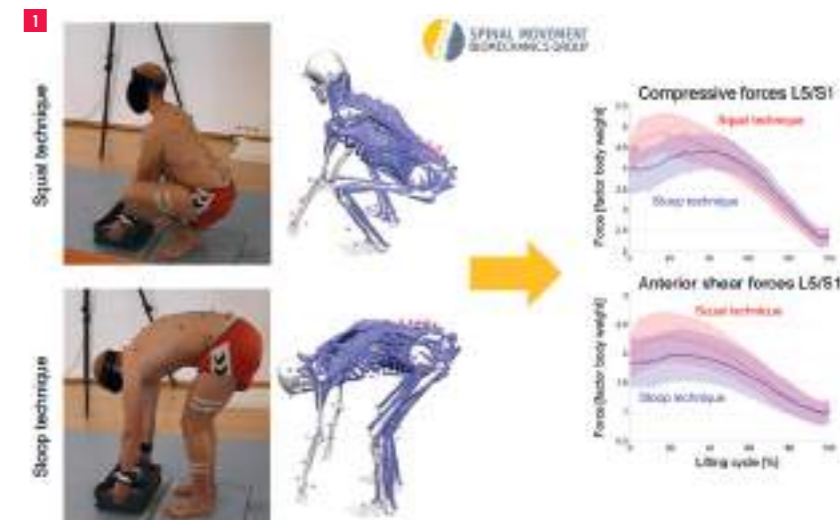 1
SPINAL MOVEMENT
BIOMECHANICS GROUP
Squat technique
Stoop technique
Compressive forces L5/S1
Squat technique
Stoop technique
Force [factor body weight]
Anterior shear forces L5/S1
Squat technique
Stoop technique
Force [factor body weight]
Lifting cycle [%]